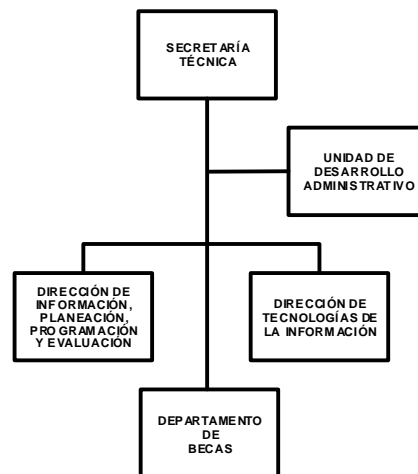 SECRETARÍA
TÉCNICA
UNIDAD DE
DESARROLLO
ADMINISTRATIVO
DIRECCIÓN DE
INFORMACIÓN,
PLANEACIÓN,
PROGRAMACIÓN
Y EVALUACIÓN
DIRECCIÓN DE
TECNOLOGÍAS DE
LA INFORMACIÓN
DEPARTAMENTO
DE
BECAS